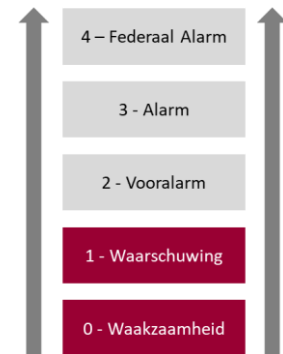 4 – Federaal Alarm
3 - Alarm
2 - Vooralarm
1 - Waarschuwing
0 - Waakzaamheid